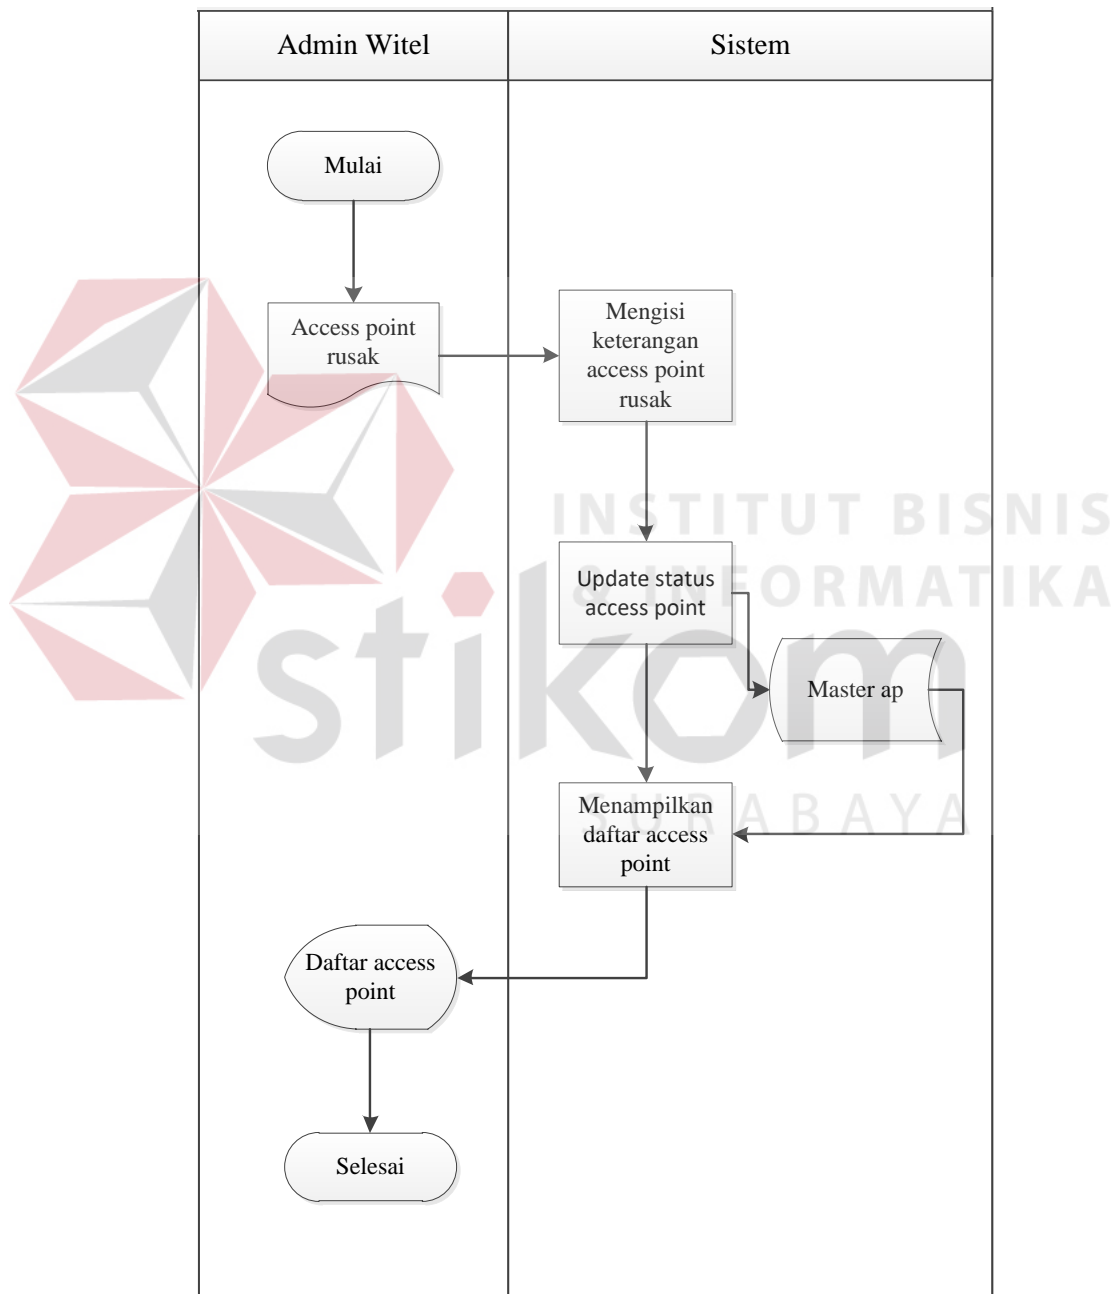 Admin Witel
Sistem
Mulai
Access point
rusak
Mengisi
keterangan
access point
rusak
INSTITUT BISNIS
& INFORMATIKA
Update status
access point
stikom
Master ap
SURABAYA
Menampilkan
daftar access
point
Daftar access
point
Selesai